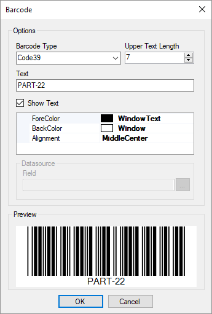 Barcode
Options
Barcode Type
Upper Text Length
Code39
7
Text
PART-22
Show Text
ForeColor WindowText
BackColor Window
Alignment MiddleCenter
Datasource
Field
Preview
PART-22
OK Cancel